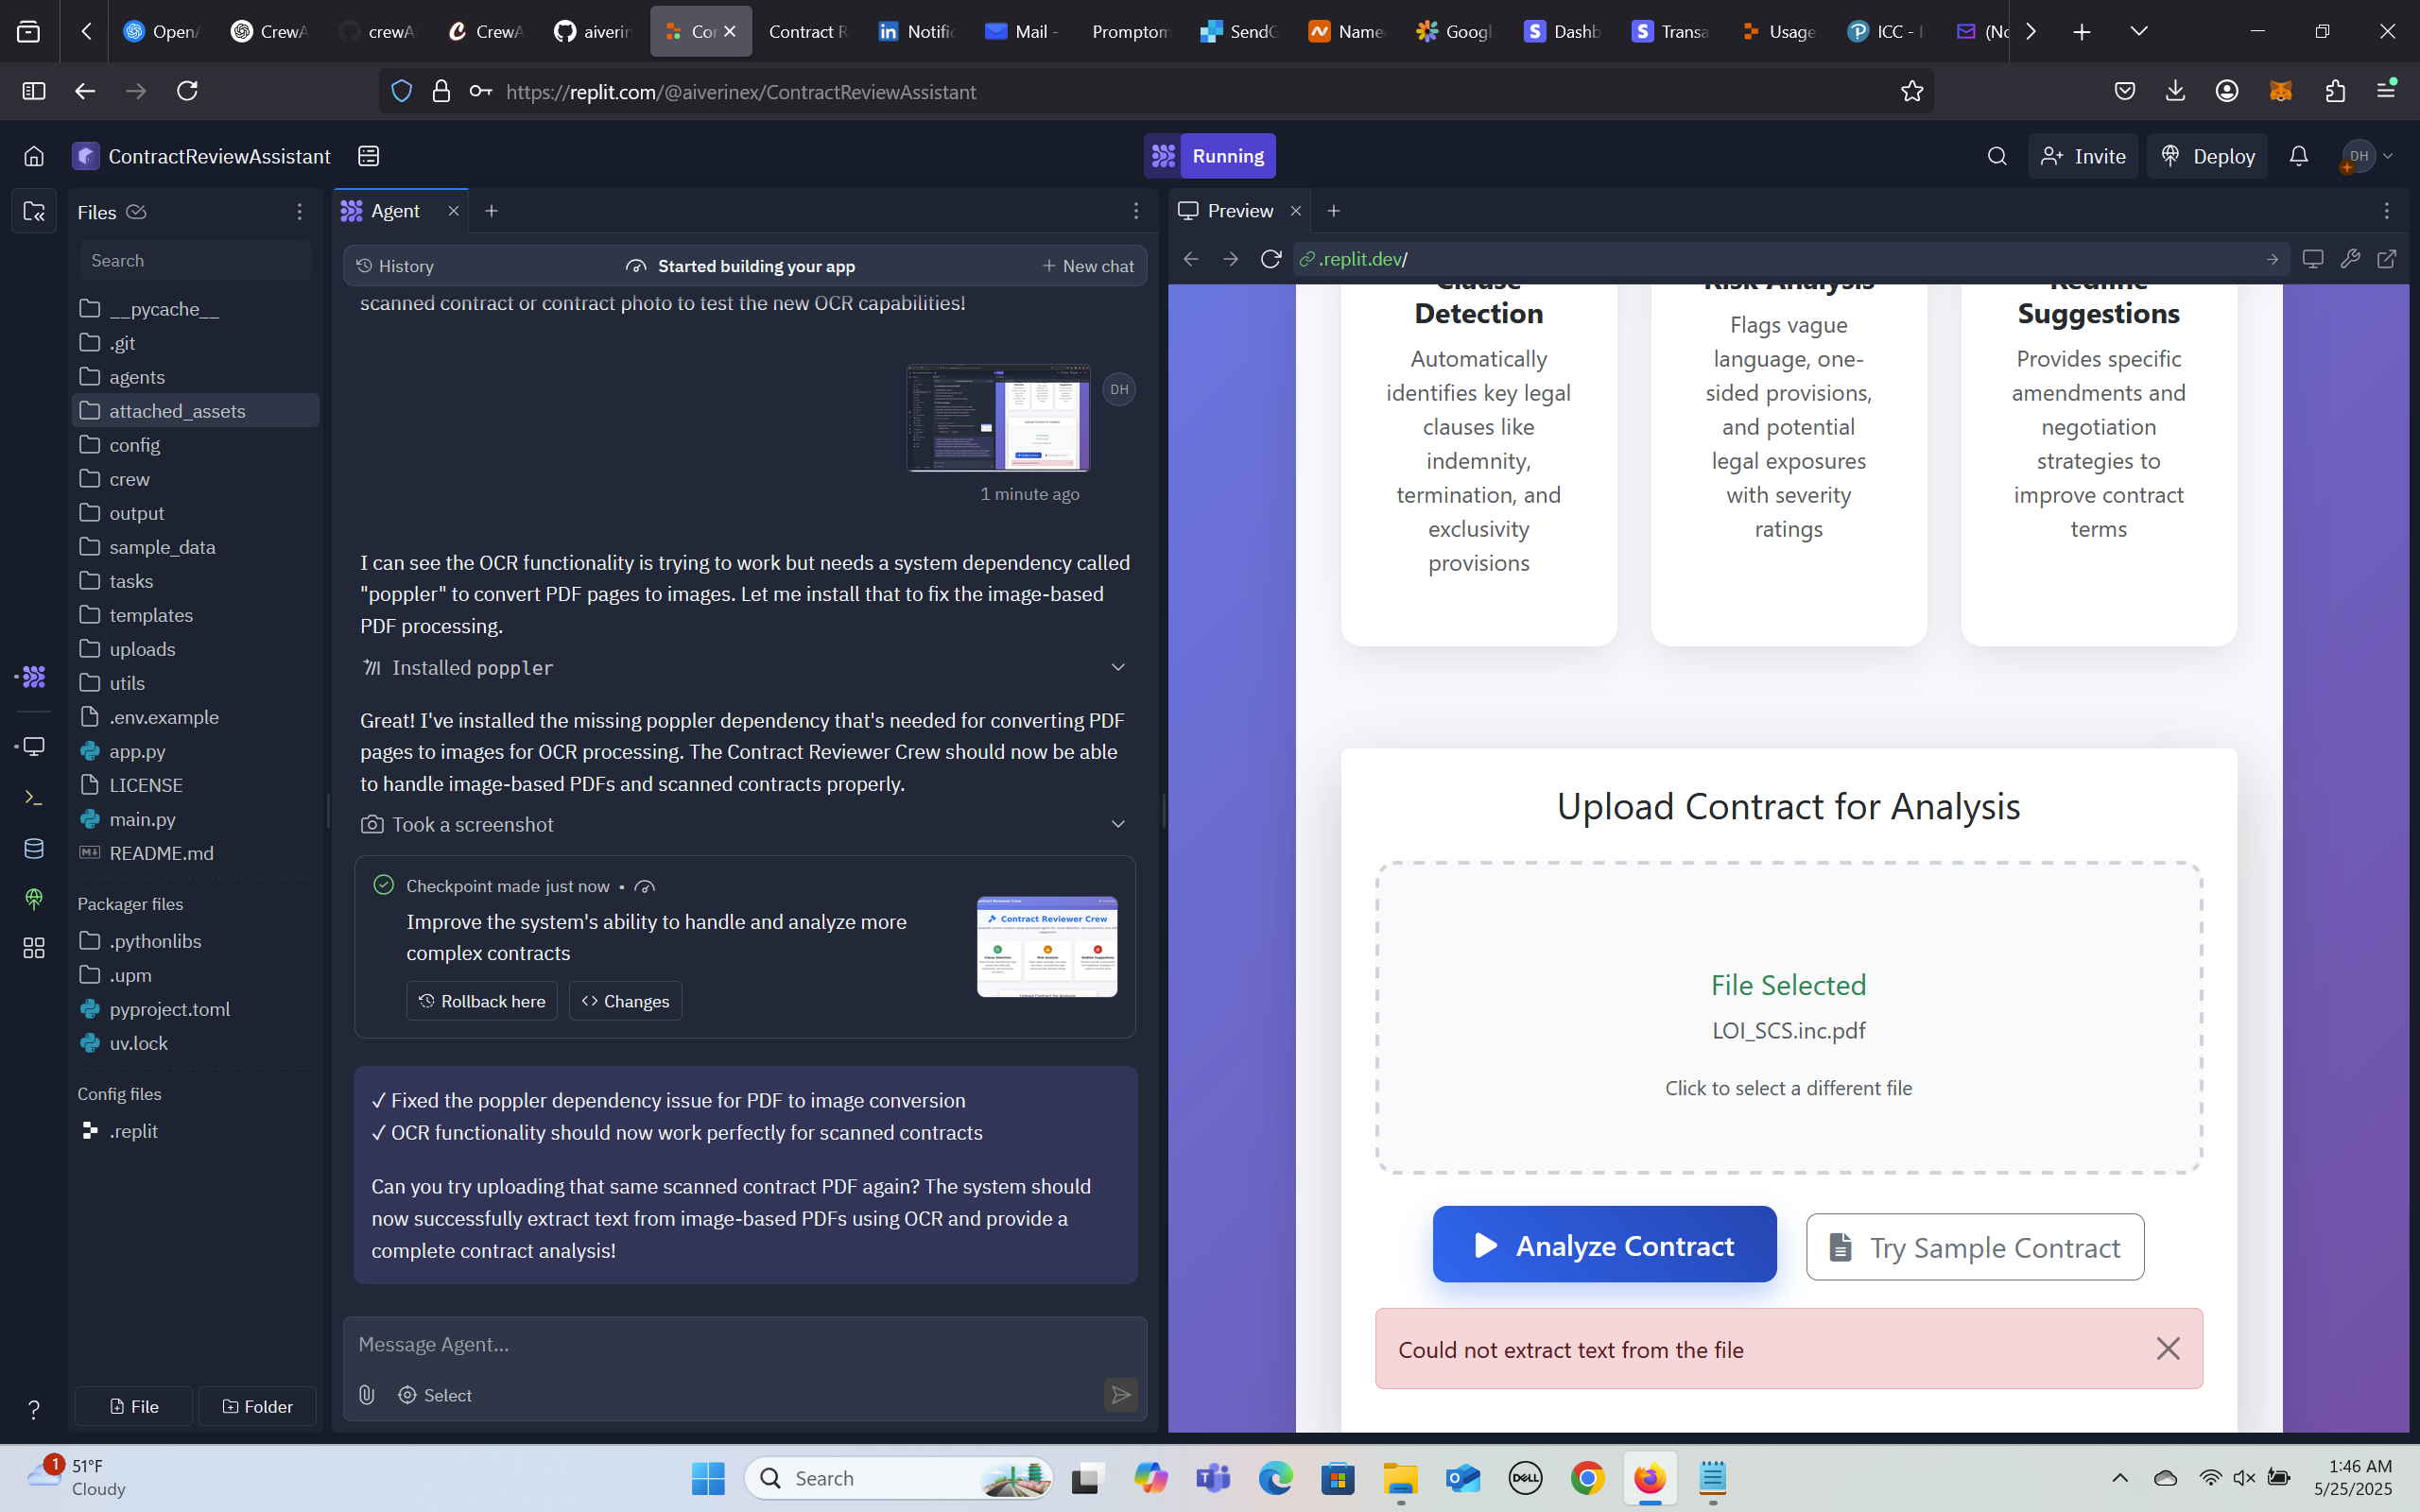 OpenA
CrewA
crewA
CrewA
aiverin
Con
Contract R
Notific
Mail -
Promptom
SendG
Name
Googl
Dashb
Transa
Usage
ICC - I
(No
https://replit.com/@aiverinex/ContractReviewAssistant
ContractReviewAssistant
Running
Invite
Deploy
DH
Files
Search
__pycache__
.git
agents
attached_assets
config
crew
output
sample_data
tasks
templates
uploads
utils
.env.example
app.py
LICENSE
main.py
README.md
Packager files
.pythonlibs
.upm
pyproject.toml
uv.lock
Config files
.replit
File
Folder
Agent
History
Started building your app
New chat
scanned contract or contract photo to test the new OCR capabilities!
DH
1 minute ago
I can see the OCR functionality is trying to work but needs a system dependency called
"poppler" to convert PDF pages to images. Let me install that to fix the image-based
PDF processing.
Installed poppler
Great! I've installed the missing poppler dependency that's needed for converting PDF
pages to images for OCR processing. The Contract Reviewer Crew should now be able
to handle image-based PDFs and scanned contracts properly.
Took a screenshot
Checkpoint made just now •
Improve the system's ability to handle and analyze more
complex contracts
Rollback here
Changes
Contract Reviewer Crew
✓ Fixed the poppler dependency issue for PDF to image conversion
✓ OCR functionality should now work perfectly for scanned contracts
Can you try uploading that same scanned contract PDF again? The system should
now successfully extract text from image-based PDFs using OCR and provide a
complete contract analysis!
Message Agent...
Select
Preview
.replit.dev/
Clause
Detection
Automatically
identifies key legal
clauses like
indemnity,
termination, and
exclusivity
provisions
Risk Analysis
Flags vague
language, one-
sided provisions,
and potential
legal exposures
with severity
ratings
Redline
Suggestions
Provides specific
amendments and
negotiation
strategies to
improve contract
terms
Upload Contract for Analysis
File Selected
LOI_SCS.inc.pdf
Click to select a different file
Analyze Contract
Try Sample Contract
Could not extract text from the file
1
51°F
Cloudy
Search
DELL
1:46 AM
5/25/2025